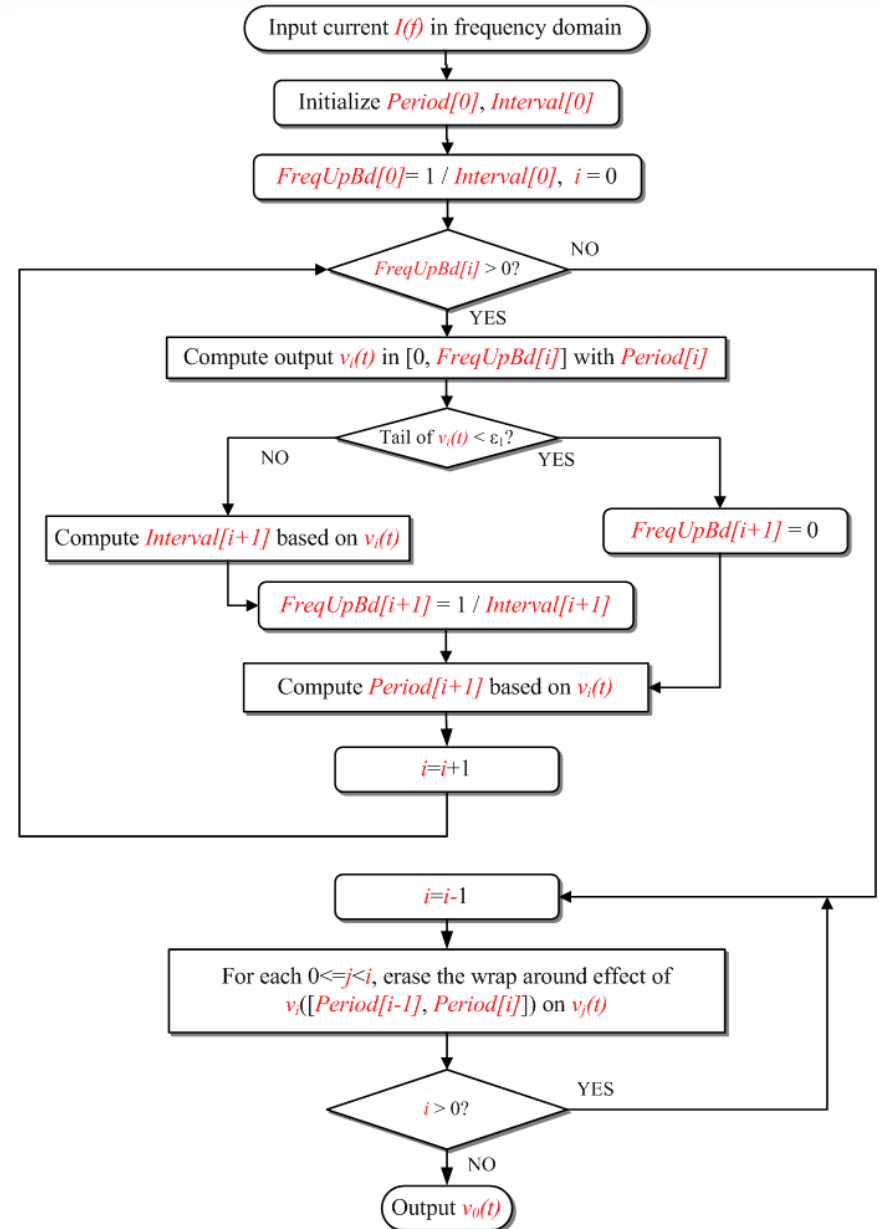 Input current I(f) in frequency domain
Initialize Period[0], Interval[0]
FreqUpBd[0]= 1 / Interval[0], i = 0
FreqUpBd[i] > 0?
NO
YES
Compute output vᵢ(t) in [0, FreqUpBd[i]] with Period[i]
Tail of vᵢ(t) < ε₁?
NO
YES
Compute Interval[i+1] based on vᵢ(t)
FreqUpBd[i+1] = 0
FreqUpBd[i+1] = 1 / Interval[i+1]
Compute Period[i+1] based on vᵢ(t)
i=i+1
i=i-1
For each 0<=j<i, erase the wrap around effect of
vᵢ([Period[i-1], Period[i]]) on vⱼ(t)
i > 0?
YES
NO
Output v₀(t)